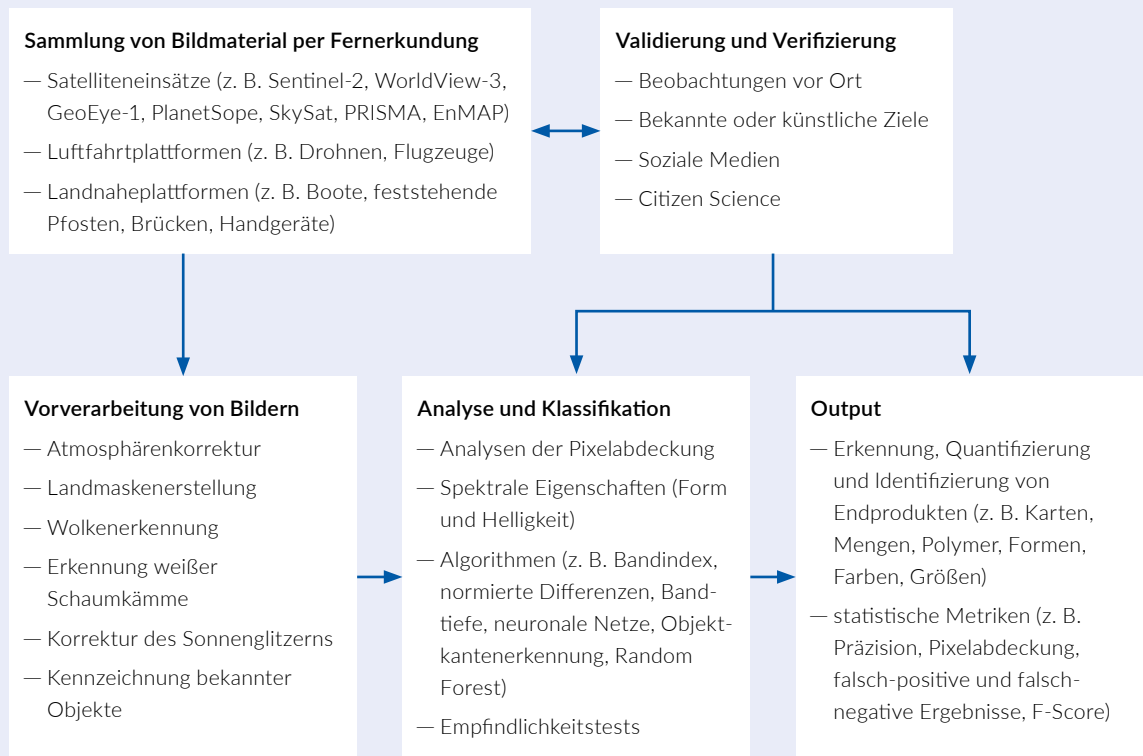 Sammlung von Bildmaterial per Fernerkundung
— Satelliteneinsätze (z. B. Sentinel-2, WorldView-3,
GeoEye-1, PlanetSope, SkySat, PRISMA, EnMAP)
— Luftfahrtplattformen (z. B. Drohnen, Flugzeuge)
— Landnaheplattformen (z. B. Boote, feststehende
Pfosten, Brücken, Handgeräte)
Validierung und Verifizierung
— Beobachtungen vor Ort
— Bekannte oder künstliche Ziele
— Soziale Medien
— Citizen Science
Vorverarbeitung von Bildern
— Atmosphärenkorrektur
— Landmaskenerstellung
— Wolkenerkennung
— Erkennung weißer
Schaumkämme
— Korrektur des Sonnenglitzerns
— Kennzeichnung bekannter
Objekte
Analyse und Klassifikation
— Analysen der Pixelabdeckung
— Spektrale Eigenschaften (Form
und Helligkeit)
— Algorithmen (z. B. Bandindex,
normierte Differenzen, Band-
tiefe, neuronale Netze, Objekt-
kantenerkennung, Random
Forest)
— Empfindlichkeitstests
Output
— Erkennung, Quantifizierung
und Identifizierung von
Endprodukten (z. B. Karten,
Mengen, Polymer, Formen,
Farben, Größen)
— statistische Metriken (z. B.
Präzision, Pixelabdeckung,
falsch-positive und falsch-
negative Ergebnisse, F-Score)